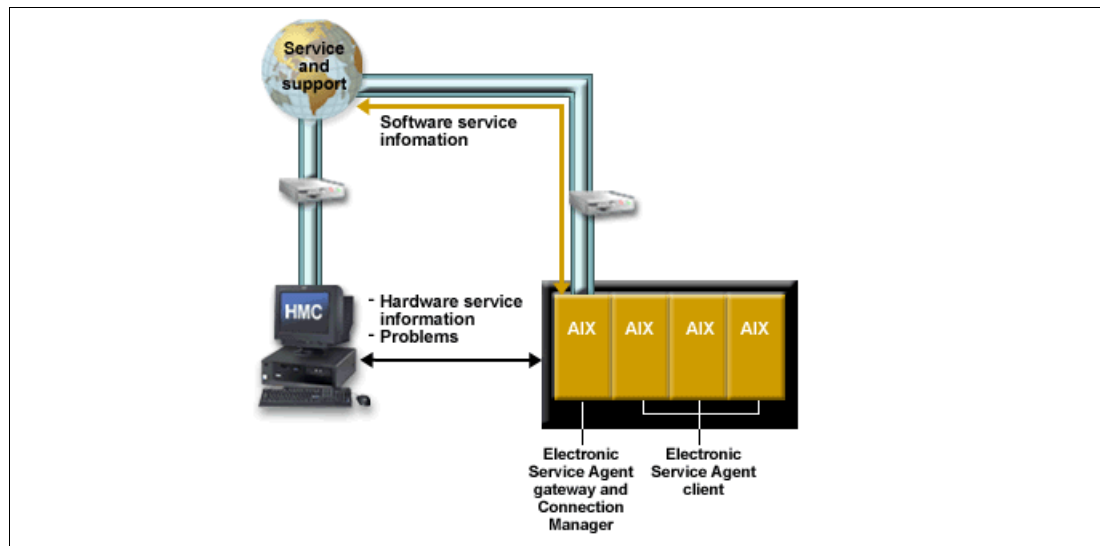 Service
and
support
Software service
infomation
HMC
- Hardware service
information
- Problems
AIX
AIX
AIX
AIX
Electronic
Service Agent
gateway and
Connection
Manager
Electronic
Service Agent
client